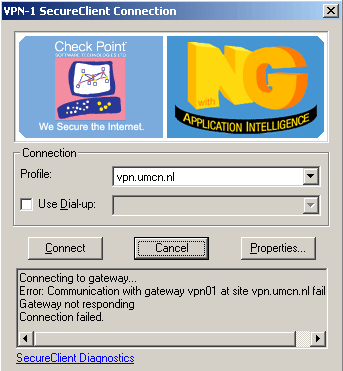 VPN-1 SecureClient Connection
Check Point
SOFTWARE TECHNOLOGIES LTD.
We Secure the Internet.
NG
with
APPLICATION INTELLIGENCE
Connection
Profile:
vpn.umcn.nl
Use Dial-up:
Connect
Cancel
Properties...
Connecting to gateway...
Error: Communication with gateway vpn01 at site vpn.umcn.nl fail
Gateway not responding
Connection failed.
SecureClient Diagnostics